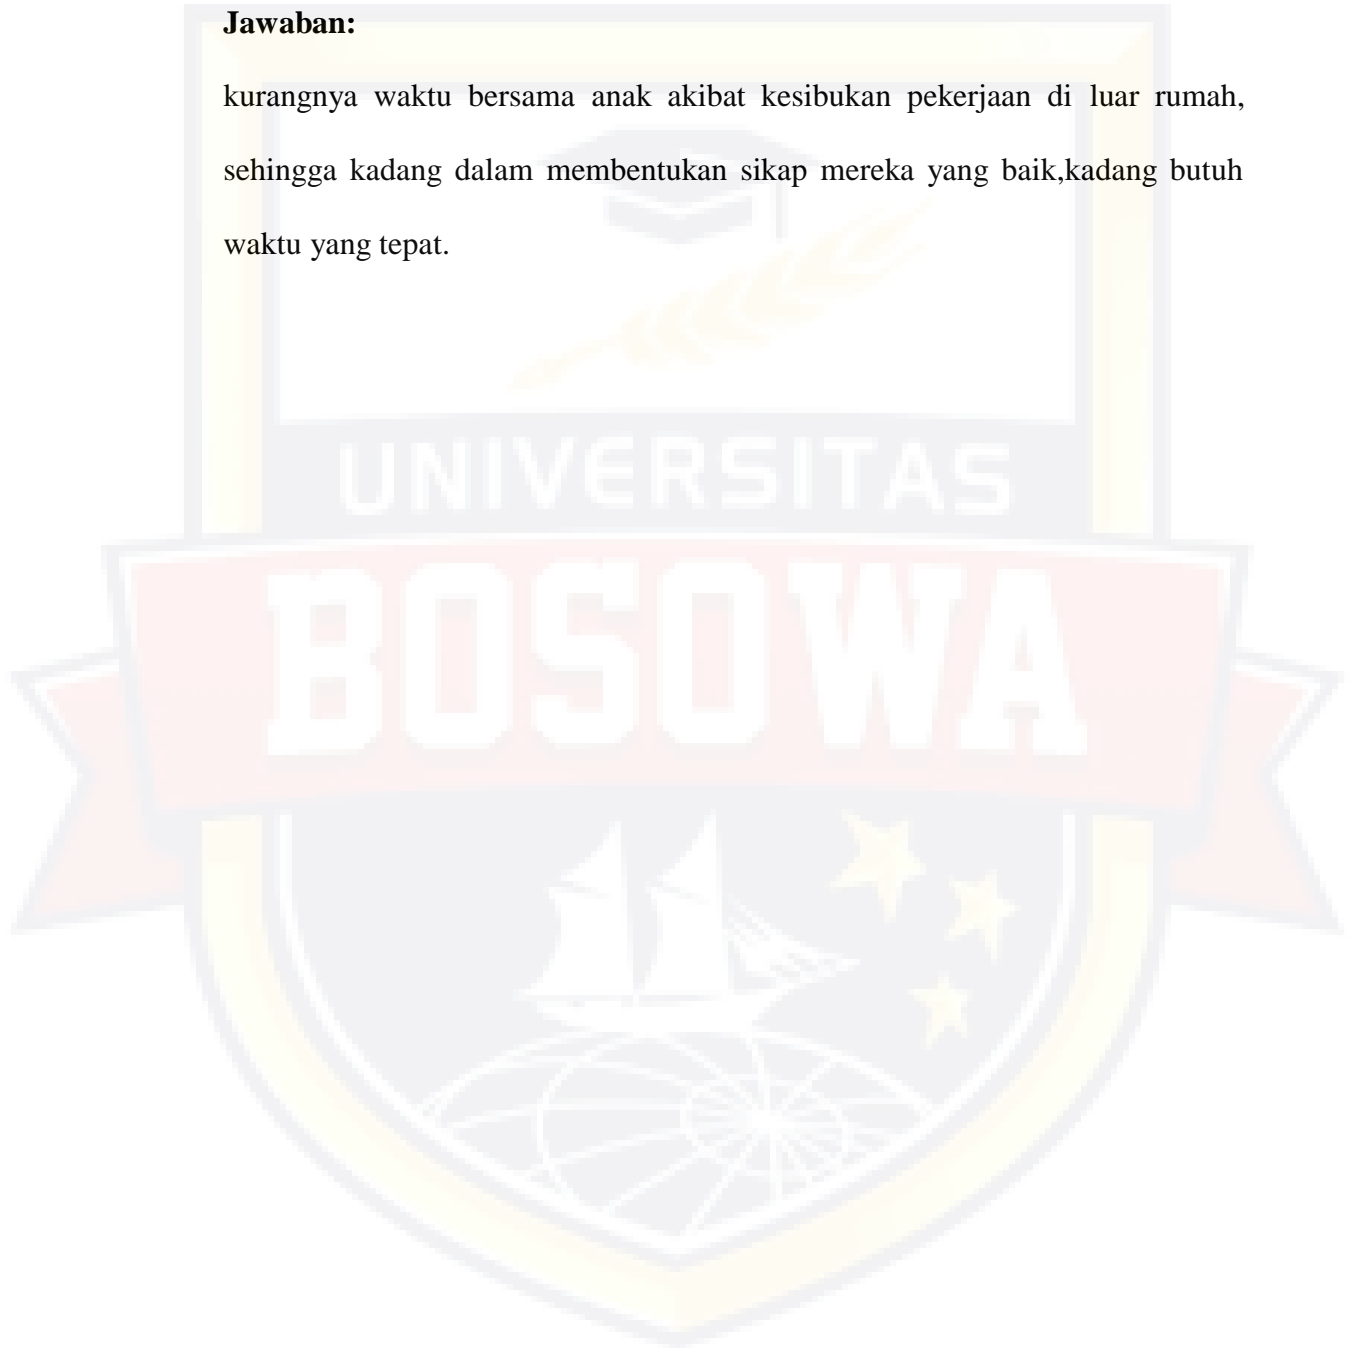 Jawaban:
kurangnya waktu bersama anak akibat kesibukan pekerjaan di luar rumah,
sehingga kadang dalam membentukan sikap mereka yang baik,kadang butuh
waktu yang tepat.
UNIVERSITAS
BOSOWA